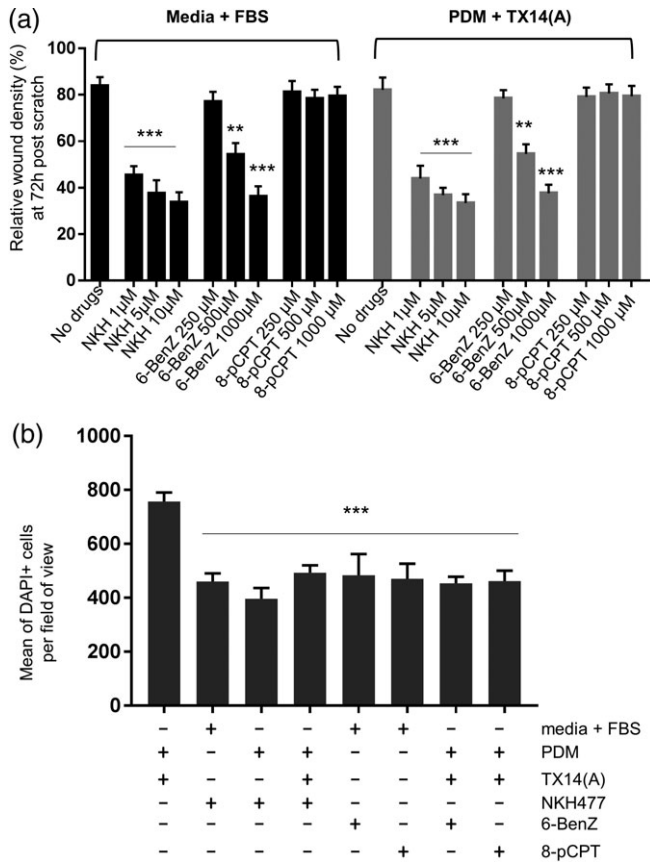 (a)
Media + FBS
PDM + TX14(A)
Relative wound density (%)
at 72h post scratch
100
80
60
40
20
0
***
**
***
***
**
***
No drugs
NKH 1µM
NKH 5µM
NKH 10µM
6-BenZ 250 µM
6-BenZ 500µM
6-BenZ 1000µM
8-pCPT 250 µM
8-pCPT 500 µM
8-pCPT 1000 µM
No drugs
NKH 1µM
NKH 5µM
NKH 10µM
6-BenZ 250 µM
6-BenZ 500µM
6-BenZ 1000µM
8-pCPT 250 µM
8-pCPT 500 µM
8-pCPT 1000 µM
(b)
Mean of DAPI+ cells
per field of view
1000
800
600
400
200
0
***
– + – – + + – – media + FBS
+ – + + – – + + PDM
+ – – + – – + + TX14(A)
– + + + – – – – NKH477
– – – – + – + – 6-BenZ
– – – – – + – + 8-pCPT